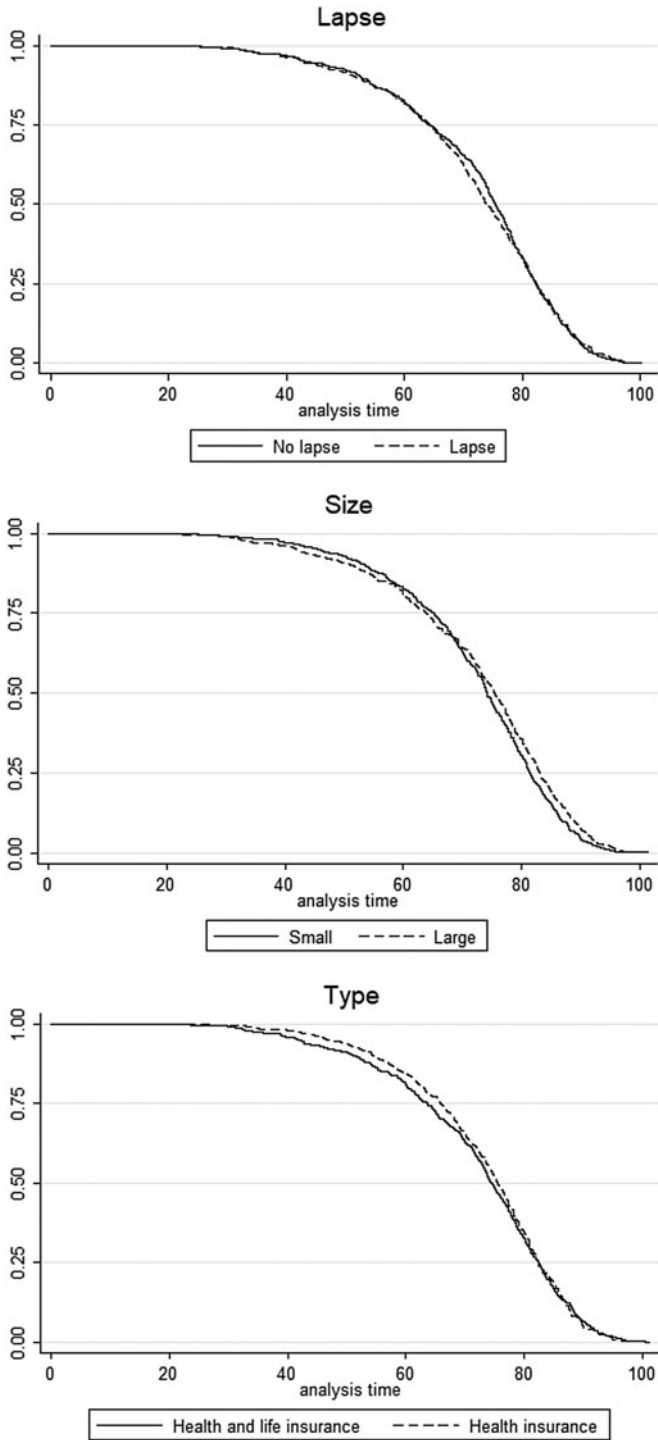 Lapse
1.00
0.75
0.50
0.25
0.00
0 20 40 60 80 100
analysis time
No lapse Lapse
Size
1.00
0.75
0.50
0.25
0.00
0 20 40 60 80 100
analysis time
Small Large
Type
1.00
0.75
0.50
0.25
0.00
0 20 40 60 80 100
analysis time
Health and life insurance Health insurance